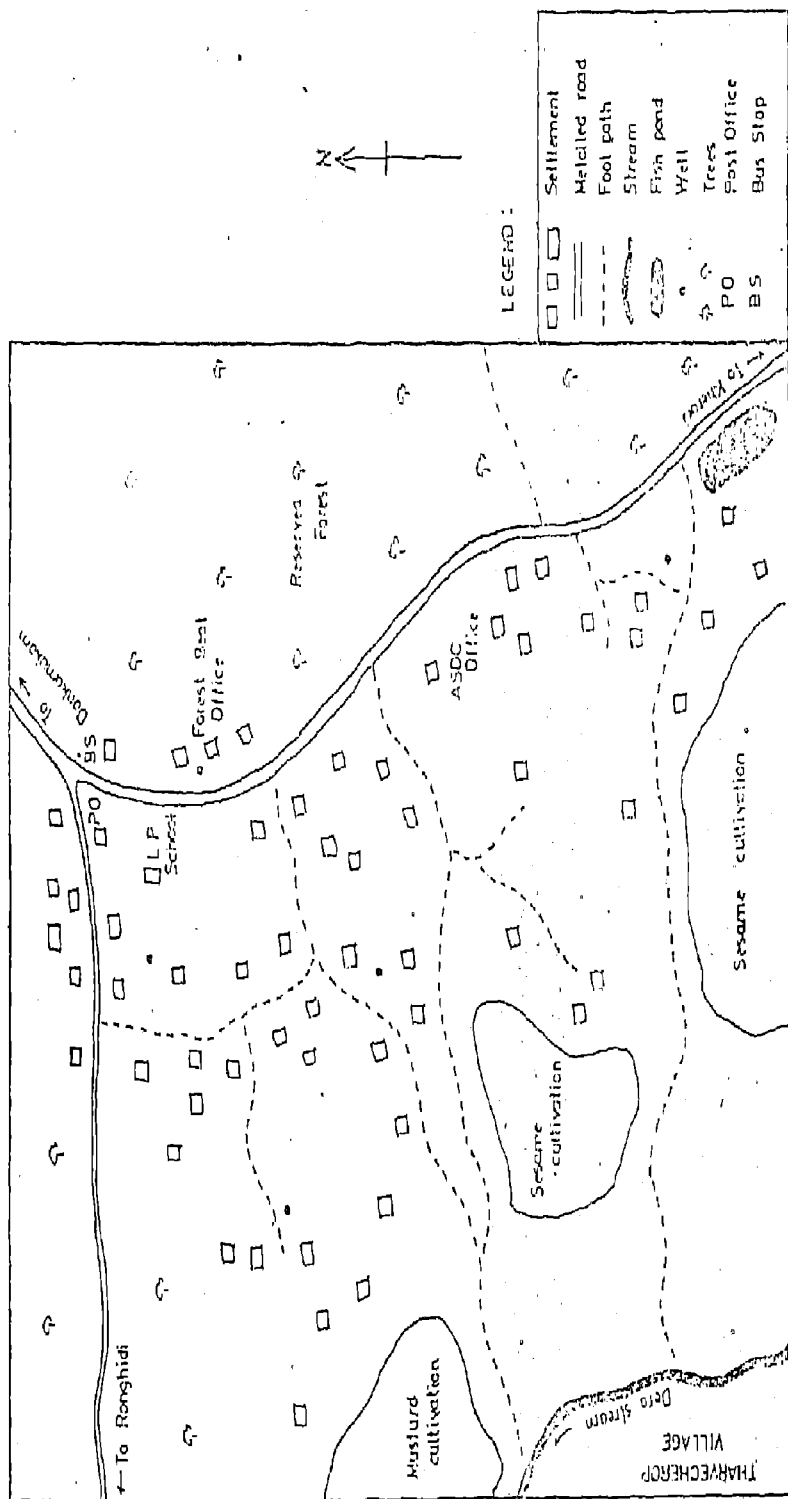 To
Donkamukam
BS
PO
L P
School
Forest Beat
Office
Reserved
Forest
← To Ronghidi
ASDC
Office
Mustard
cultivation
Sesame
cultivation
Sesame cultivation
Dera stream
THARVECHEROP
VILLAGE
← To Kheroni
N
LEGEND :
Settlement
Metalled road
Foot path
Stream
Fish pond
Well
Trees
PO Post Office
BS Bus Stop